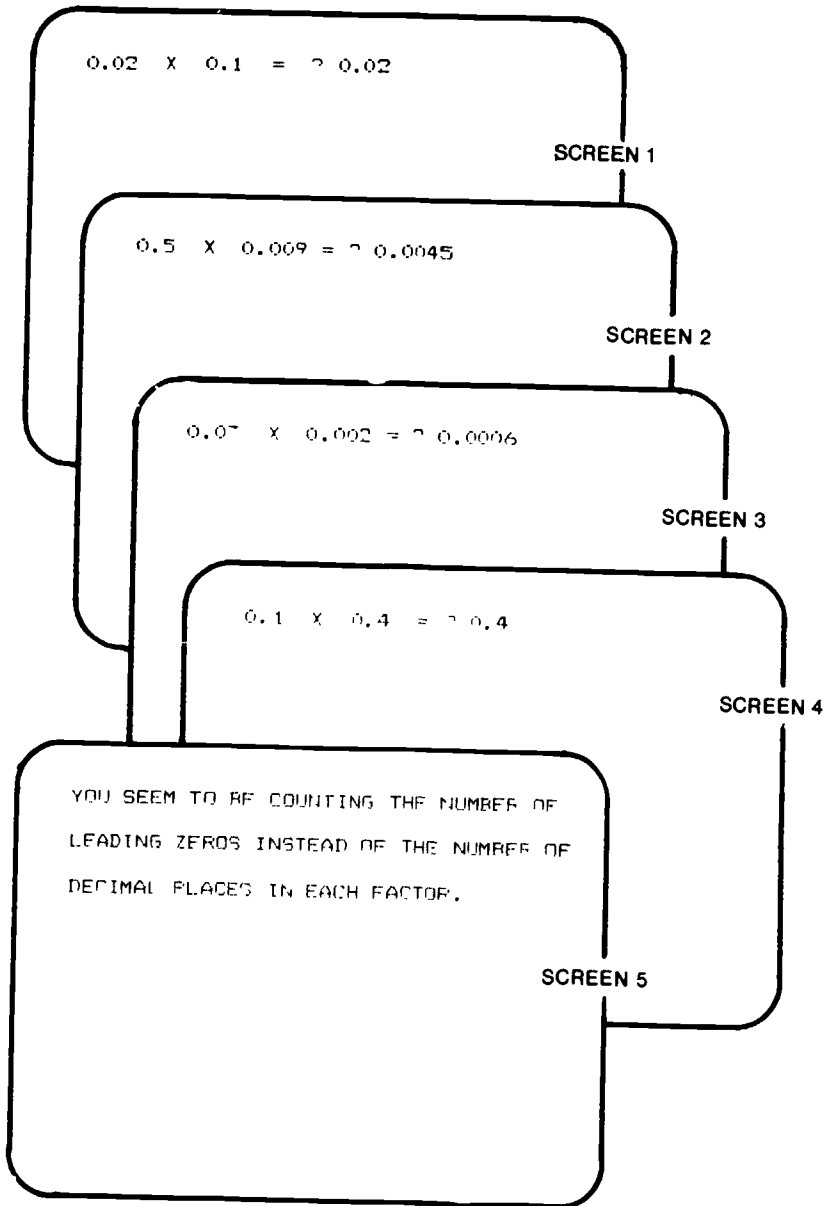 0.02 X 0.1 = ? 0.02
SCREEN 1
0.5 X 0.009 = ? 0.0045
SCREEN 2
X 0.002 = ? 0.0006
SCREEN 3
0.1 X 0.4 = ? 0.4
SCREEN 4
YOU SEEM TO BE COUNTING THE NUMBER OF
LEADING ZEROS INSTEAD OF THE NUMBER OF
DECIMAL PLACES IN EACH FACTOR.
SCREEN 5